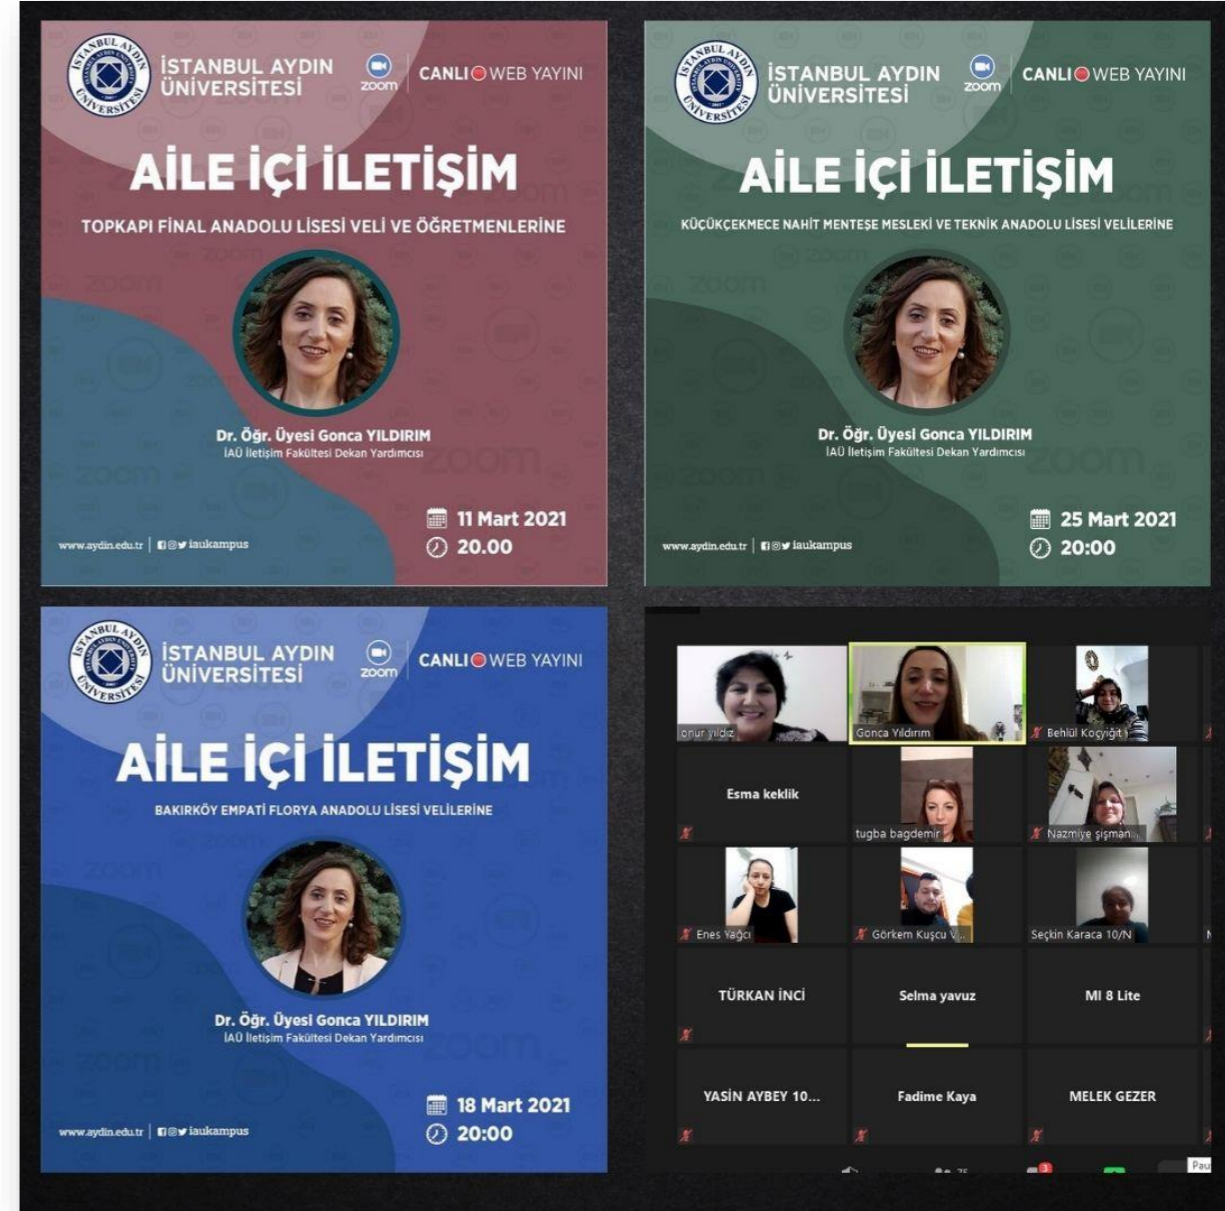 İSTANBUL AYDIN
ÜNİVERSİTESİ
zoom
CANLI WEB YAYINI
AİLE İÇİ İLETİŞİM
TOPKAPI FİNAL ANADOLU LİSESİ VELİ VE ÖĞRETMENLERİNE
Dr. Öğr. Üyesi Gonca YILDIRIM
İAÜ İletişim Fakültesi Dekan Yardımcısı
11 Mart 2021
20.00
www.aydin.edu.tr | iaukampus
İSTANBUL AYDIN
ÜNİVERSİTESİ
zoom
CANLI WEB YAYINI
AİLE İÇİ İLETİŞİM
KÜÇÜKÇEKMECE NAHİT MENTEŞE MESLEKİ VE TEKNİK ANADOLU LİSESİ VELİLERİNE
Dr. Öğr. Üyesi Gonca YILDIRIM
İAÜ İletişim Fakültesi Dekan Yardımcısı
25 Mart 2021
20:00
www.aydin.edu.tr | iaukampus
İSTANBUL AYDIN
ÜNİVERSİTESİ
zoom
CANLI WEB YAYINI
AİLE İÇİ İLETİŞİM
BAKIRKÖY EMPATİ FLORYA ANADOLU LİSESİ VELİLERİNE
Dr. Öğr. Üyesi Gonca YILDIRIM
İAÜ İletişim Fakültesi Dekan Yardımcısı
18 Mart 2021
20:00
www.aydin.edu.tr | iaukampus
onur yıldız
Gonca Yıldırım
Behlül Koçyiğit
Esma keklik
tugba bagdemir
Nazmiye şişman...
Enes Yağcı
Görkem Kuşcu V...
Seçkin Karaca 10/N
TÜRKAN İNCİ
Selma yavuz
MI 8 Lite
YASİN AYBEY 10...
Fadime Kaya
MELEK GEZER
3
Pau